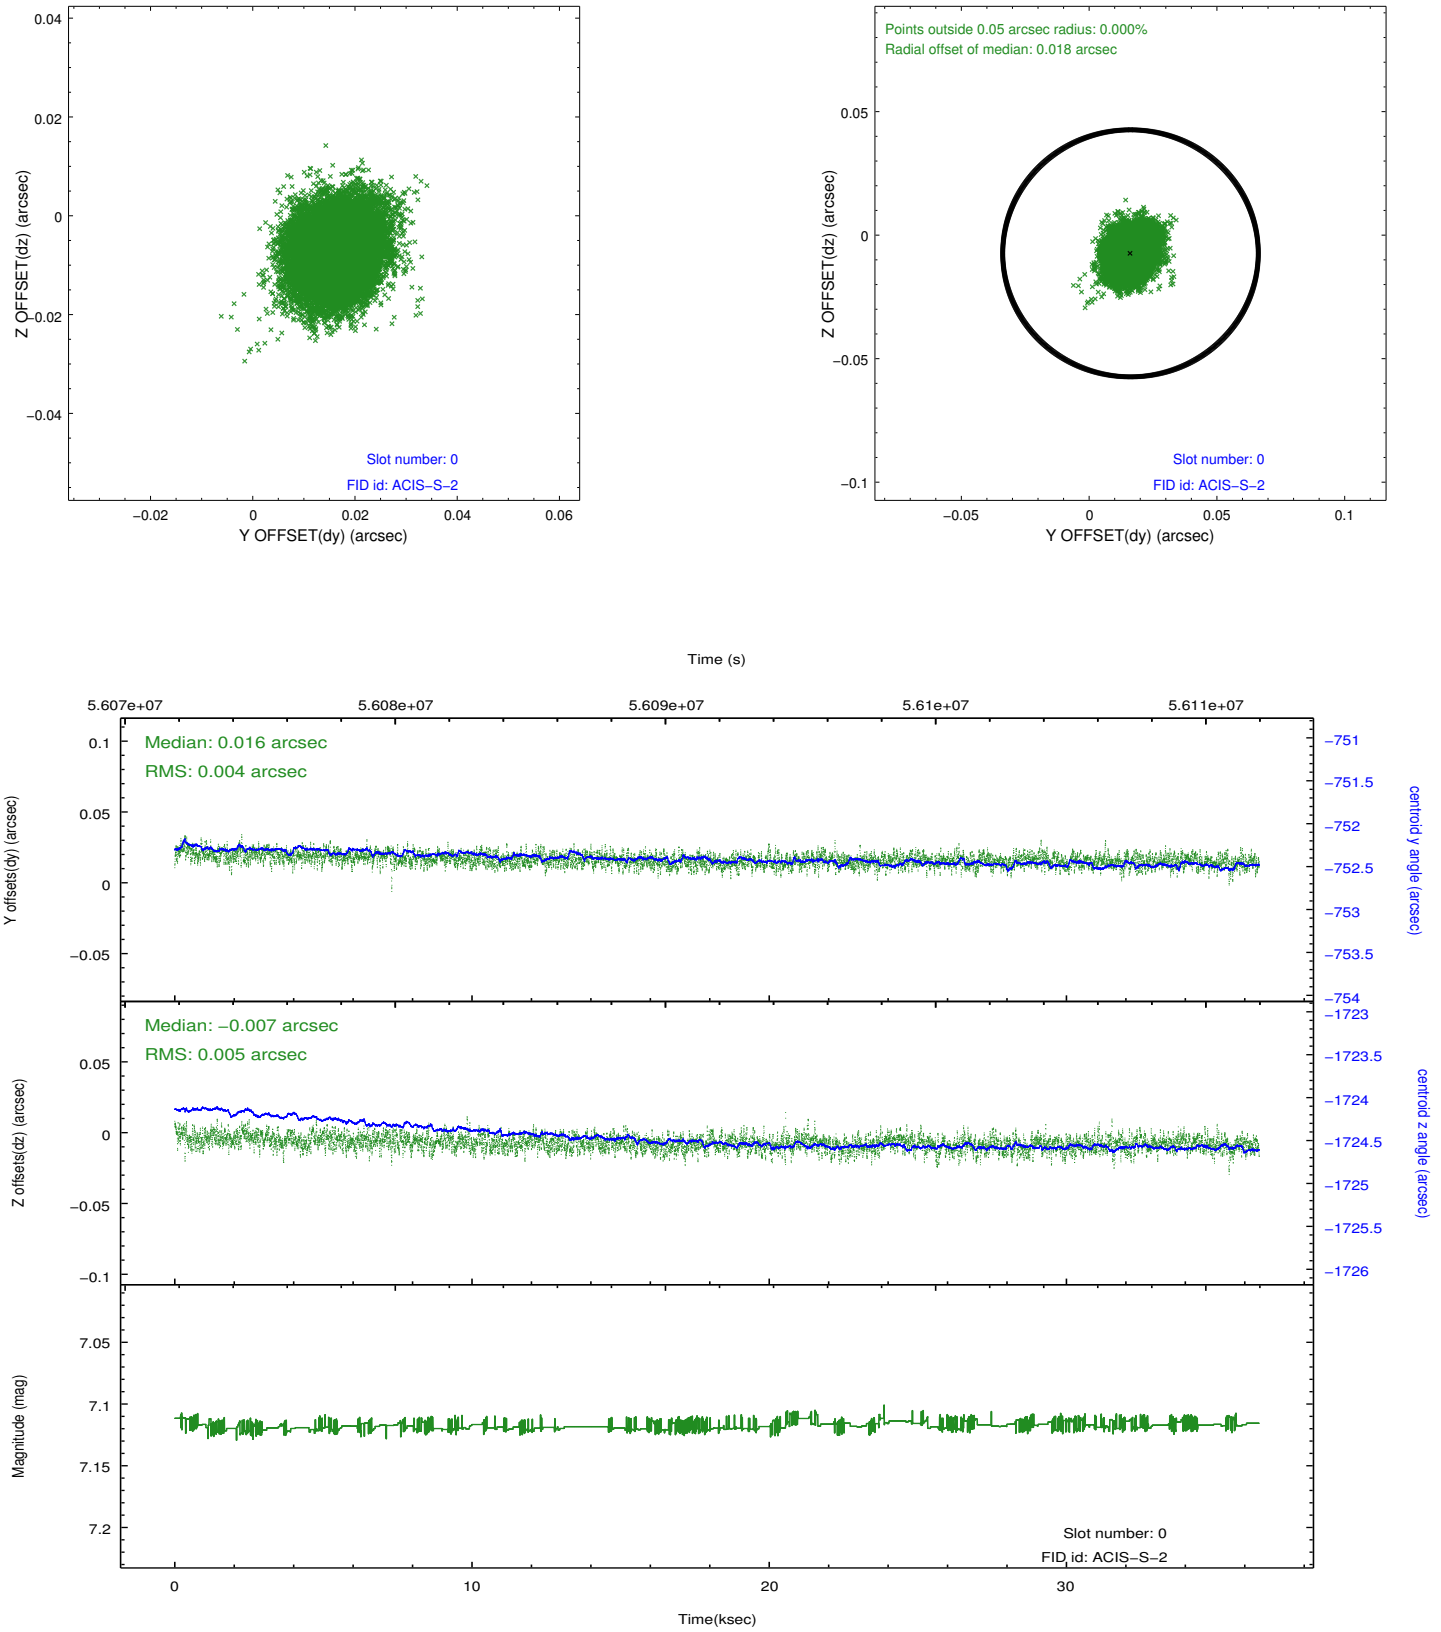 0.04
0.02
0
−0.02
−0.04
Z OFFSET(dz) (arcsec)
Slot number: 0
FID id: ACIS−S−2
−0.02
0
0.02
0.04
0.06
Y OFFSET(dy) (arcsec)
Points outside 0.05 arcsec radius: 0.000%
Radial offset of median: 0.018 arcsec
0.05
0
−0.05
−0.1
Z OFFSET(dz) (arcsec)
Slot number: 0
FID id: ACIS−S−2
−0.05
0
0.05
0.1
Y OFFSET(dy) (arcsec)
Time (s)
5.607e+07
5.608e+07
5.609e+07
5.61e+07
5.611e+07
Median: 0.016 arcsec
RMS: 0.004 arcsec
0.1
0.05
0
−0.05
Y offsets(dy) (arcsec)
−751
−751.5
−752
−752.5
−753
−753.5
−754
centroid y angle (arcsec)
Median: −0.007 arcsec
RMS: 0.005 arcsec
0.05
0
−0.05
−0.1
Z offsets(dz) (arcsec)
−1723
−1723.5
−1724
−1724.5
−1725
−1725.5
−1726
centroid z angle (arcsec)
7.05
7.1
7.15
7.2
Magnitude (mag)
Slot number: 0
FID id: ACIS−S−2
0
10
20
30
Time(ksec)